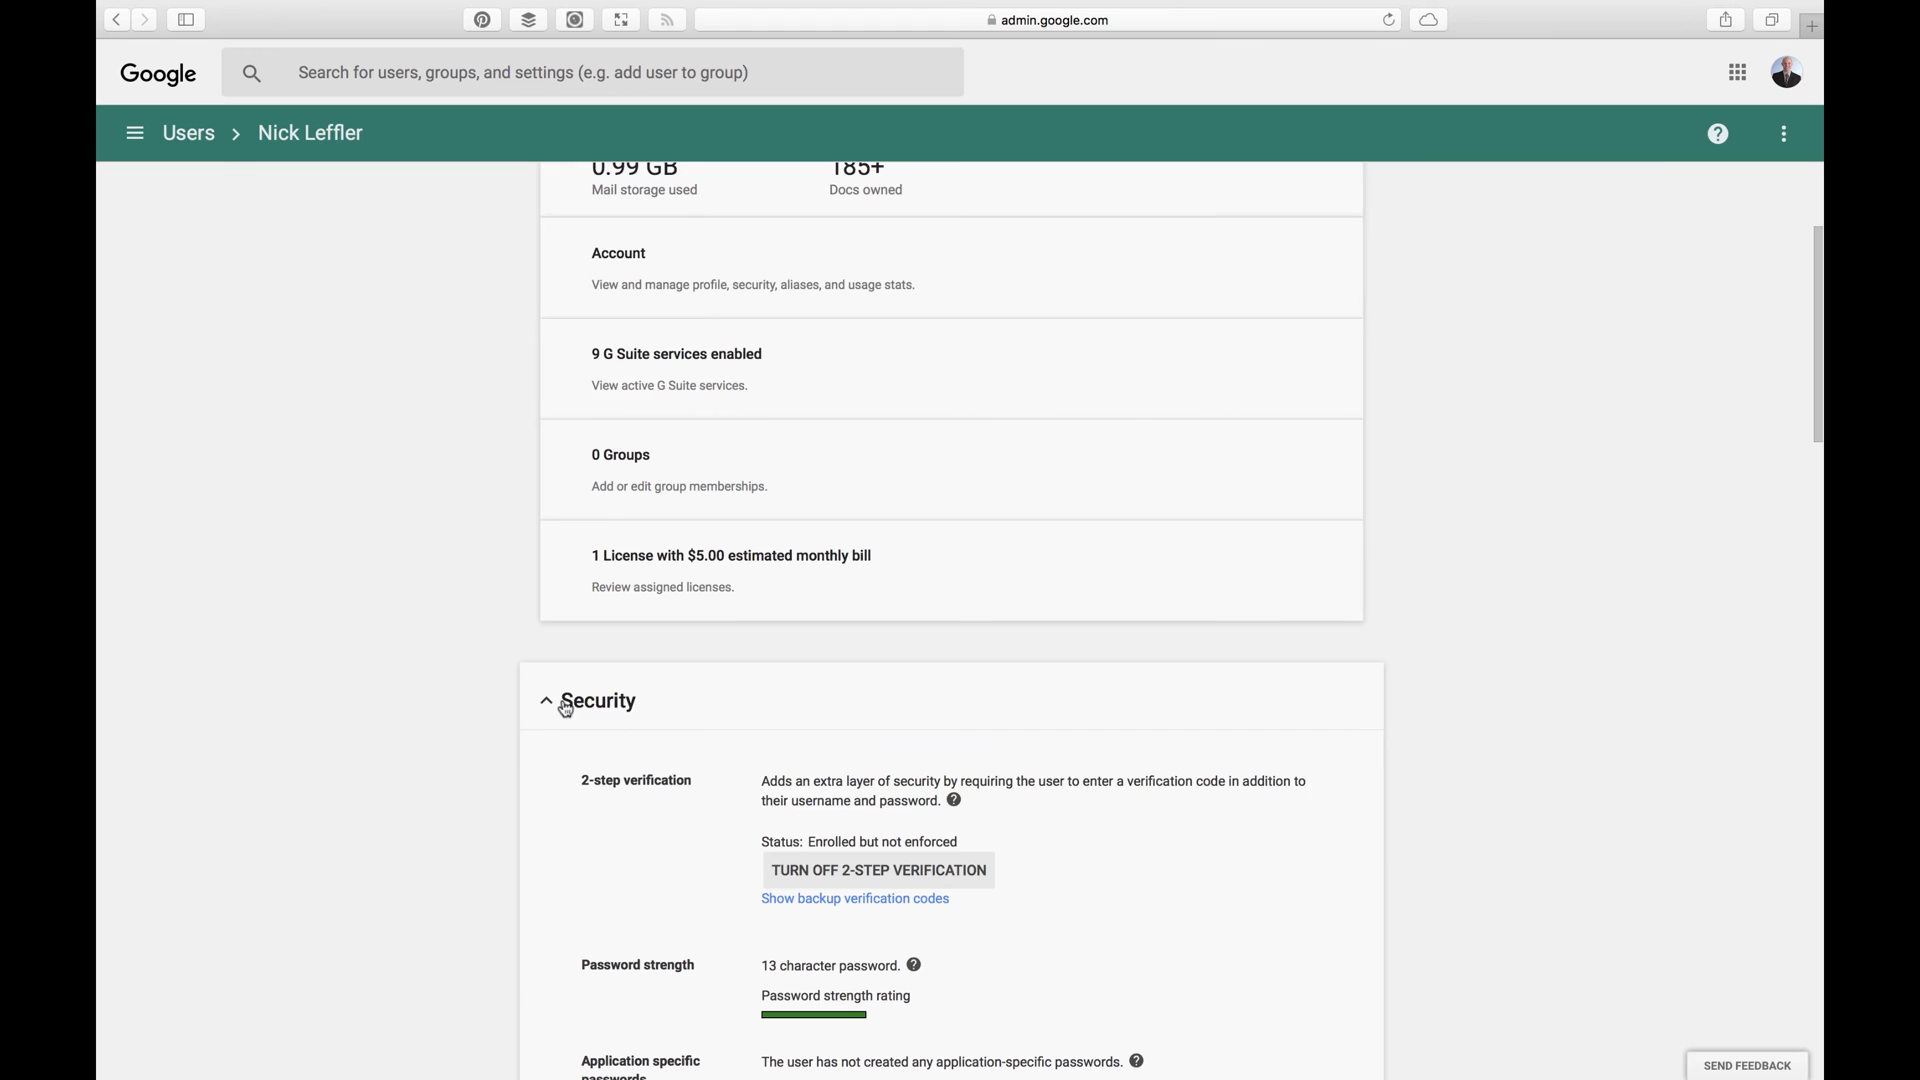 admin.google.com
Google
Search for users, groups, and settings (e.g. add user to group)
Users > Nick Leffler
0.99 GB
185+
Mail storage used
Docs owned
Account
View and manage profile, security, aliases, and usage stats.
9 G Suite services enabled
View active G Suite services.
0 Groups
Add or edit group memberships.
1 License with $5.00 estimated monthly bill
Review assigned licenses.
Security
2-step verification
Adds an extra layer of security by requiring the user to enter a verification code in addition to
their username and password.
Status: Enrolled but not enforced
TURN OFF 2-STEP VERIFICATION
Show backup verification codes
Password strength
13 character password.
Password strength rating
Application specific
passwords
The user has not created any application-specific passwords.
SEND FEEDBACK